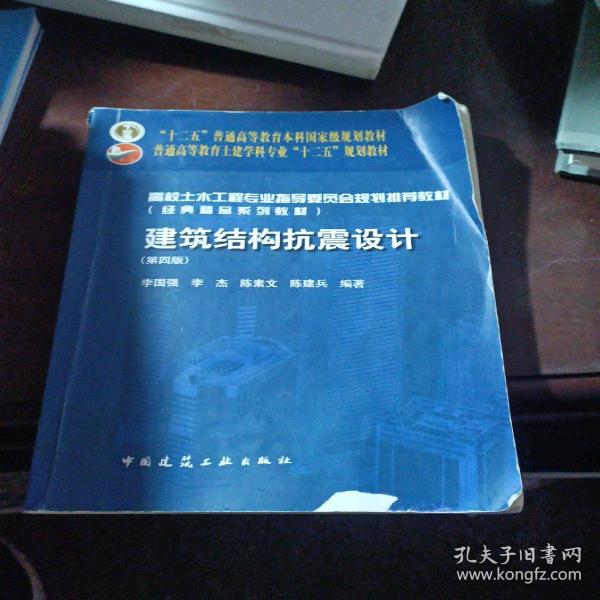 “十二五”普通高等教育本科国家级规划教材
普通高等教育土建学科专业“十二五”规划教材
高校土木工程专业指导委员会规划推荐教材
（经典精品系列教材）
建筑结构抗震设计
（第四版）
李国强 李 杰 陈素文 陈建兵 编著
中国建筑工业出版社
孔夫子旧书网
www.kongfz.com